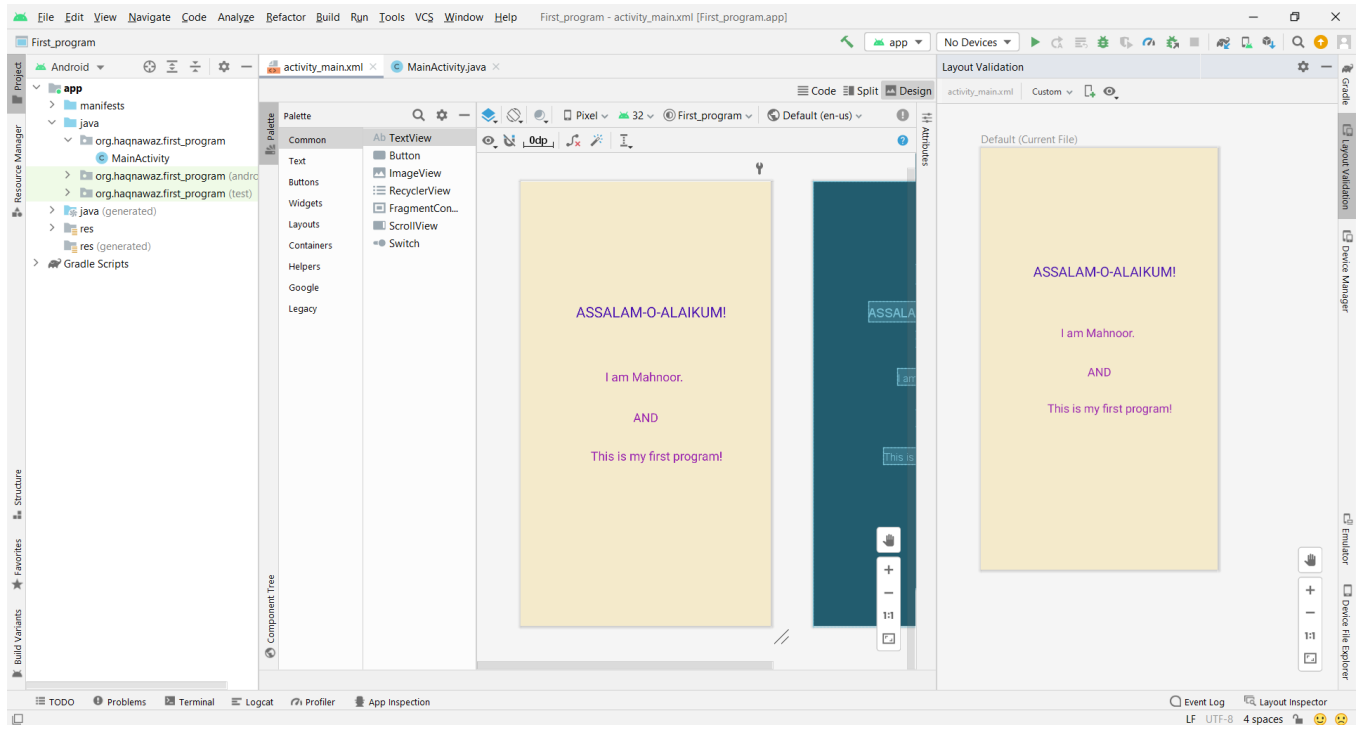 File Edit View Navigate Code Analyze Refactor Build Run Tools VCS Window Help First_program - activity_main.xml [First_program.app]
First_program app No Devices
Android activity_main.xml MainActivity.java Layout Validation
Code Split Design activity_main.xml Custom
Project
Resource Manager
Structure
Favorites
Build Variants
app
manifests
java
org.haqnawaz.first_program
MainActivity
org.haqnawaz.first_program (andrc
org.haqnawaz.first_program (test)
java (generated)
res
res (generated)
Gradle Scripts
Palette
Component Tree
Palette
Common
Text
Buttons
Widgets
Layouts
Containers
Helpers
Google
Legacy
Ab TextView
Button
ImageView
RecyclerView
FragmentCon...
ScrollView
Switch
Pixel 32 First_program Default (en-us)
0dp
ASSALAM-O-ALAIKUM!
I am Mahnoor.
AND
This is my first program!
ASSALA
I am
This is
1:1
Attributes
Default (Current File)
ASSALAM-O-ALAIKUM!
I am Mahnoor.
AND
This is my first program!
1:1
Gradle
Layout Validation
Device Manager
Emulator
Device File Explorer
TODO Problems Terminal Logcat Profiler App Inspection Event Log Layout Inspector
LF UTF-8 4 spaces